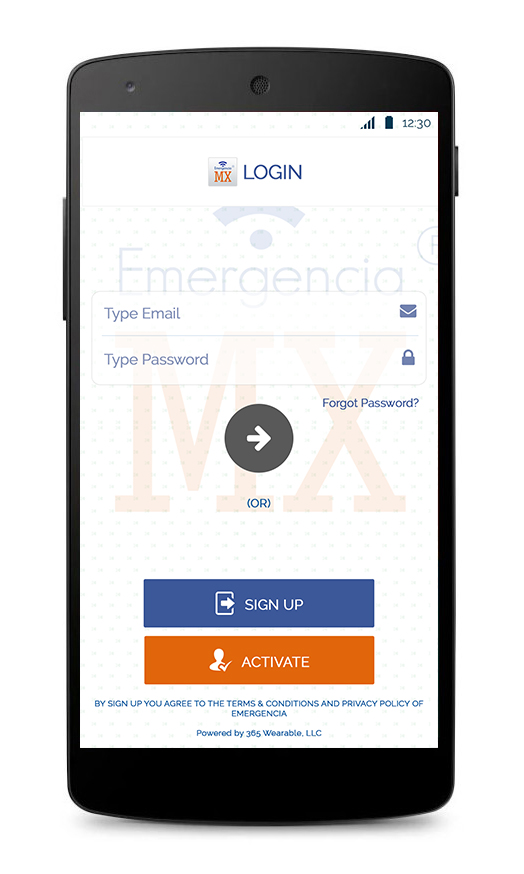 12:30
Emergencia
MX
LOGIN
Emergencia
Type Email
Type Password
MX
Forgot Password?
(OR)
SIGN UP
ACTIVATE
BY SIGN UP YOU AGREE TO THE TERMS & CONDITIONS AND PRIVACY POLICY OF
EMERGENCIA
Powered by 365 Wearable, LLC